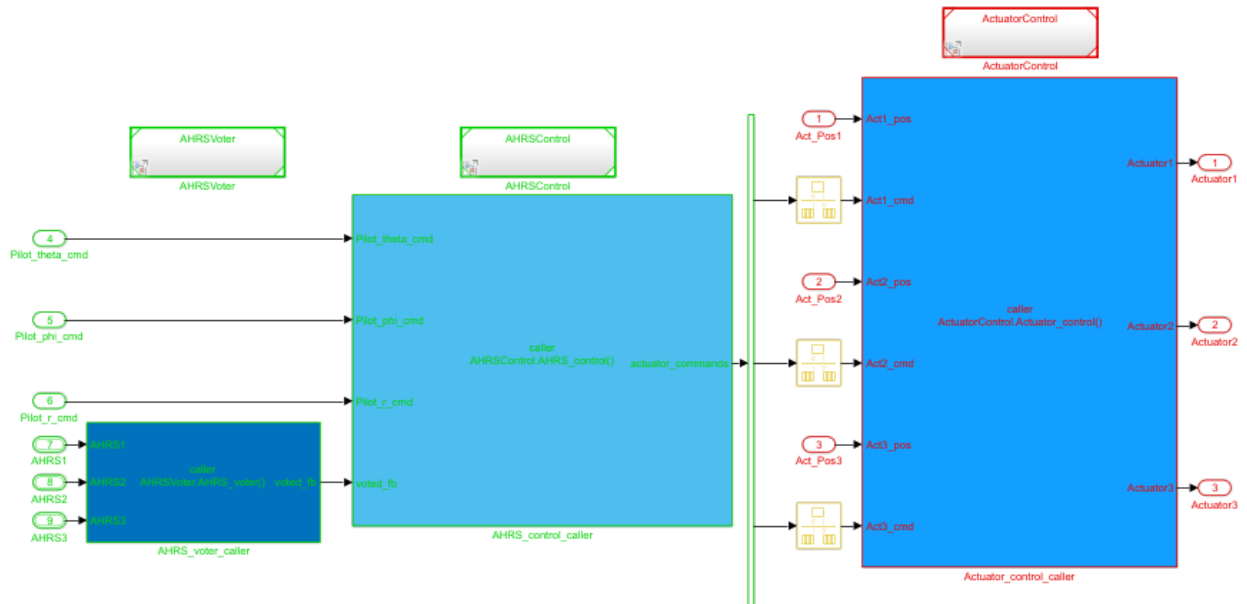 ActuatorControl
ActuatorControl
AHRSVoter
AHRSVoter
AHRSControl
AHRSControl
4
Pilot_theta_cmd
5
Pilot_phi_cmd
6
Pilot_r_cmd
7
AHRS1
8
AHRS2
9
AHRS3
AHRS1
AHRS2
AHRS3
caller
AHRSVoter.AHRS_voter()
voted_fb
AHRS_voter_caller
Pilot_theta_cmd
Pilot_phi_cmd
Pilot_r_cmd
voted_fb
caller
AHRSControl.AHRS_control()
actuator_commands
AHRS_control_caller
1
Act_Pos1
2
Act_Pos2
3
Act_Pos3
Act1_pos
Act1_cmd
Act2_pos
Act2_cmd
Act3_pos
Act3_cmd
caller
ActuatorControl.Actuator_control()
Actuator1
Actuator2
Actuator3
Actuator_control_caller
1
Actuator1
2
Actuator2
3
Actuator3